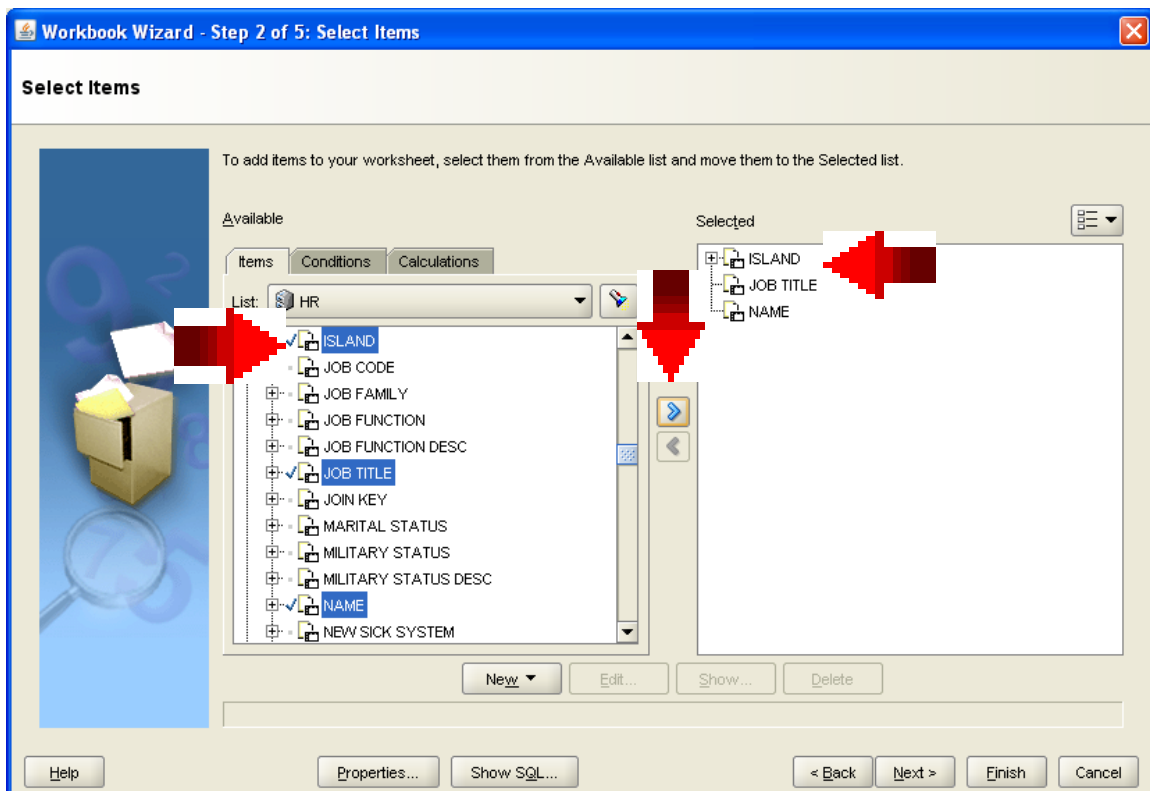 Workbook Wizard - Step 2 of 5: Select Items
Select Items
To add items to your worksheet, select them from the Available list and move them to the Selected list.
Available
Selected
Items Conditions Calculations
List: HR
ISLAND
JOB CODE
JOB FAMILY
JOB FUNCTION
JOB FUNCTION DESC
JOB TITLE
JOIN KEY
MARITAL STATUS
MILITARY STATUS
MILITARY STATUS DESC
NAME
NEW SICK SYSTEM
ISLAND
JOB TITLE
NAME
New Edit... Show... Delete
Help Properties... Show SQL... < Back Next > Finish Cancel